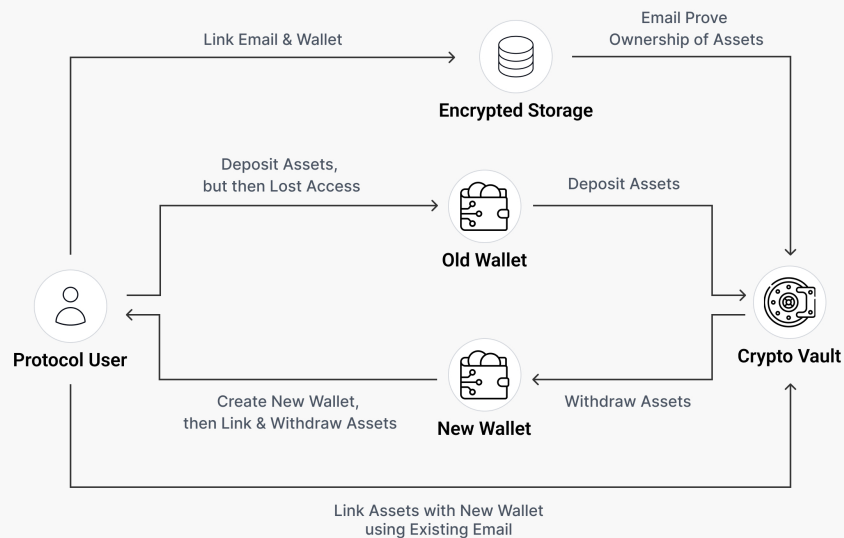 Email Prove
Ownership of Assets
Link Email & Wallet
Encrypted Storage
Deposit Assets,
but then Lost Access
Deposit Assets
Old Wallet
Protocol User
Crypto Vault
Create New Wallet,
then Link & Withdraw Assets
New Wallet
Withdraw Assets
Link Assets with New Wallet
using Existing Email